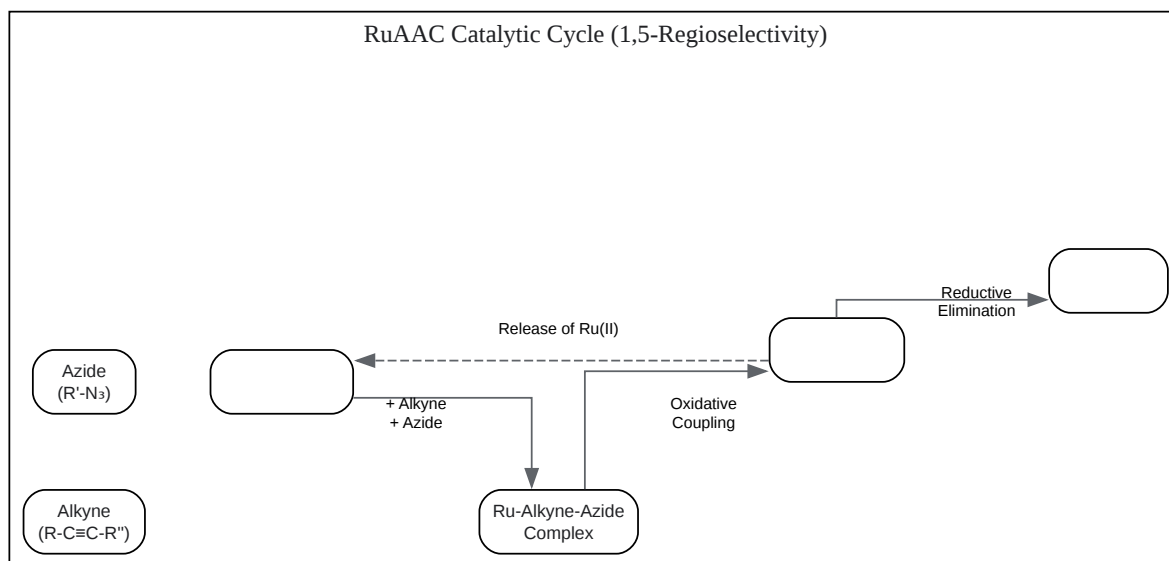 RuAAC Catalytic Cycle (1,5-Regioselectivity)
Reductive
Elimination
Release of Ru(II)
Azide
(R'-N₃)
+ Alkyne
+ Azide
Oxidative
Coupling
Alkyne
(R-C≡C-R")
Ru-Alkyne-Azide
Complex